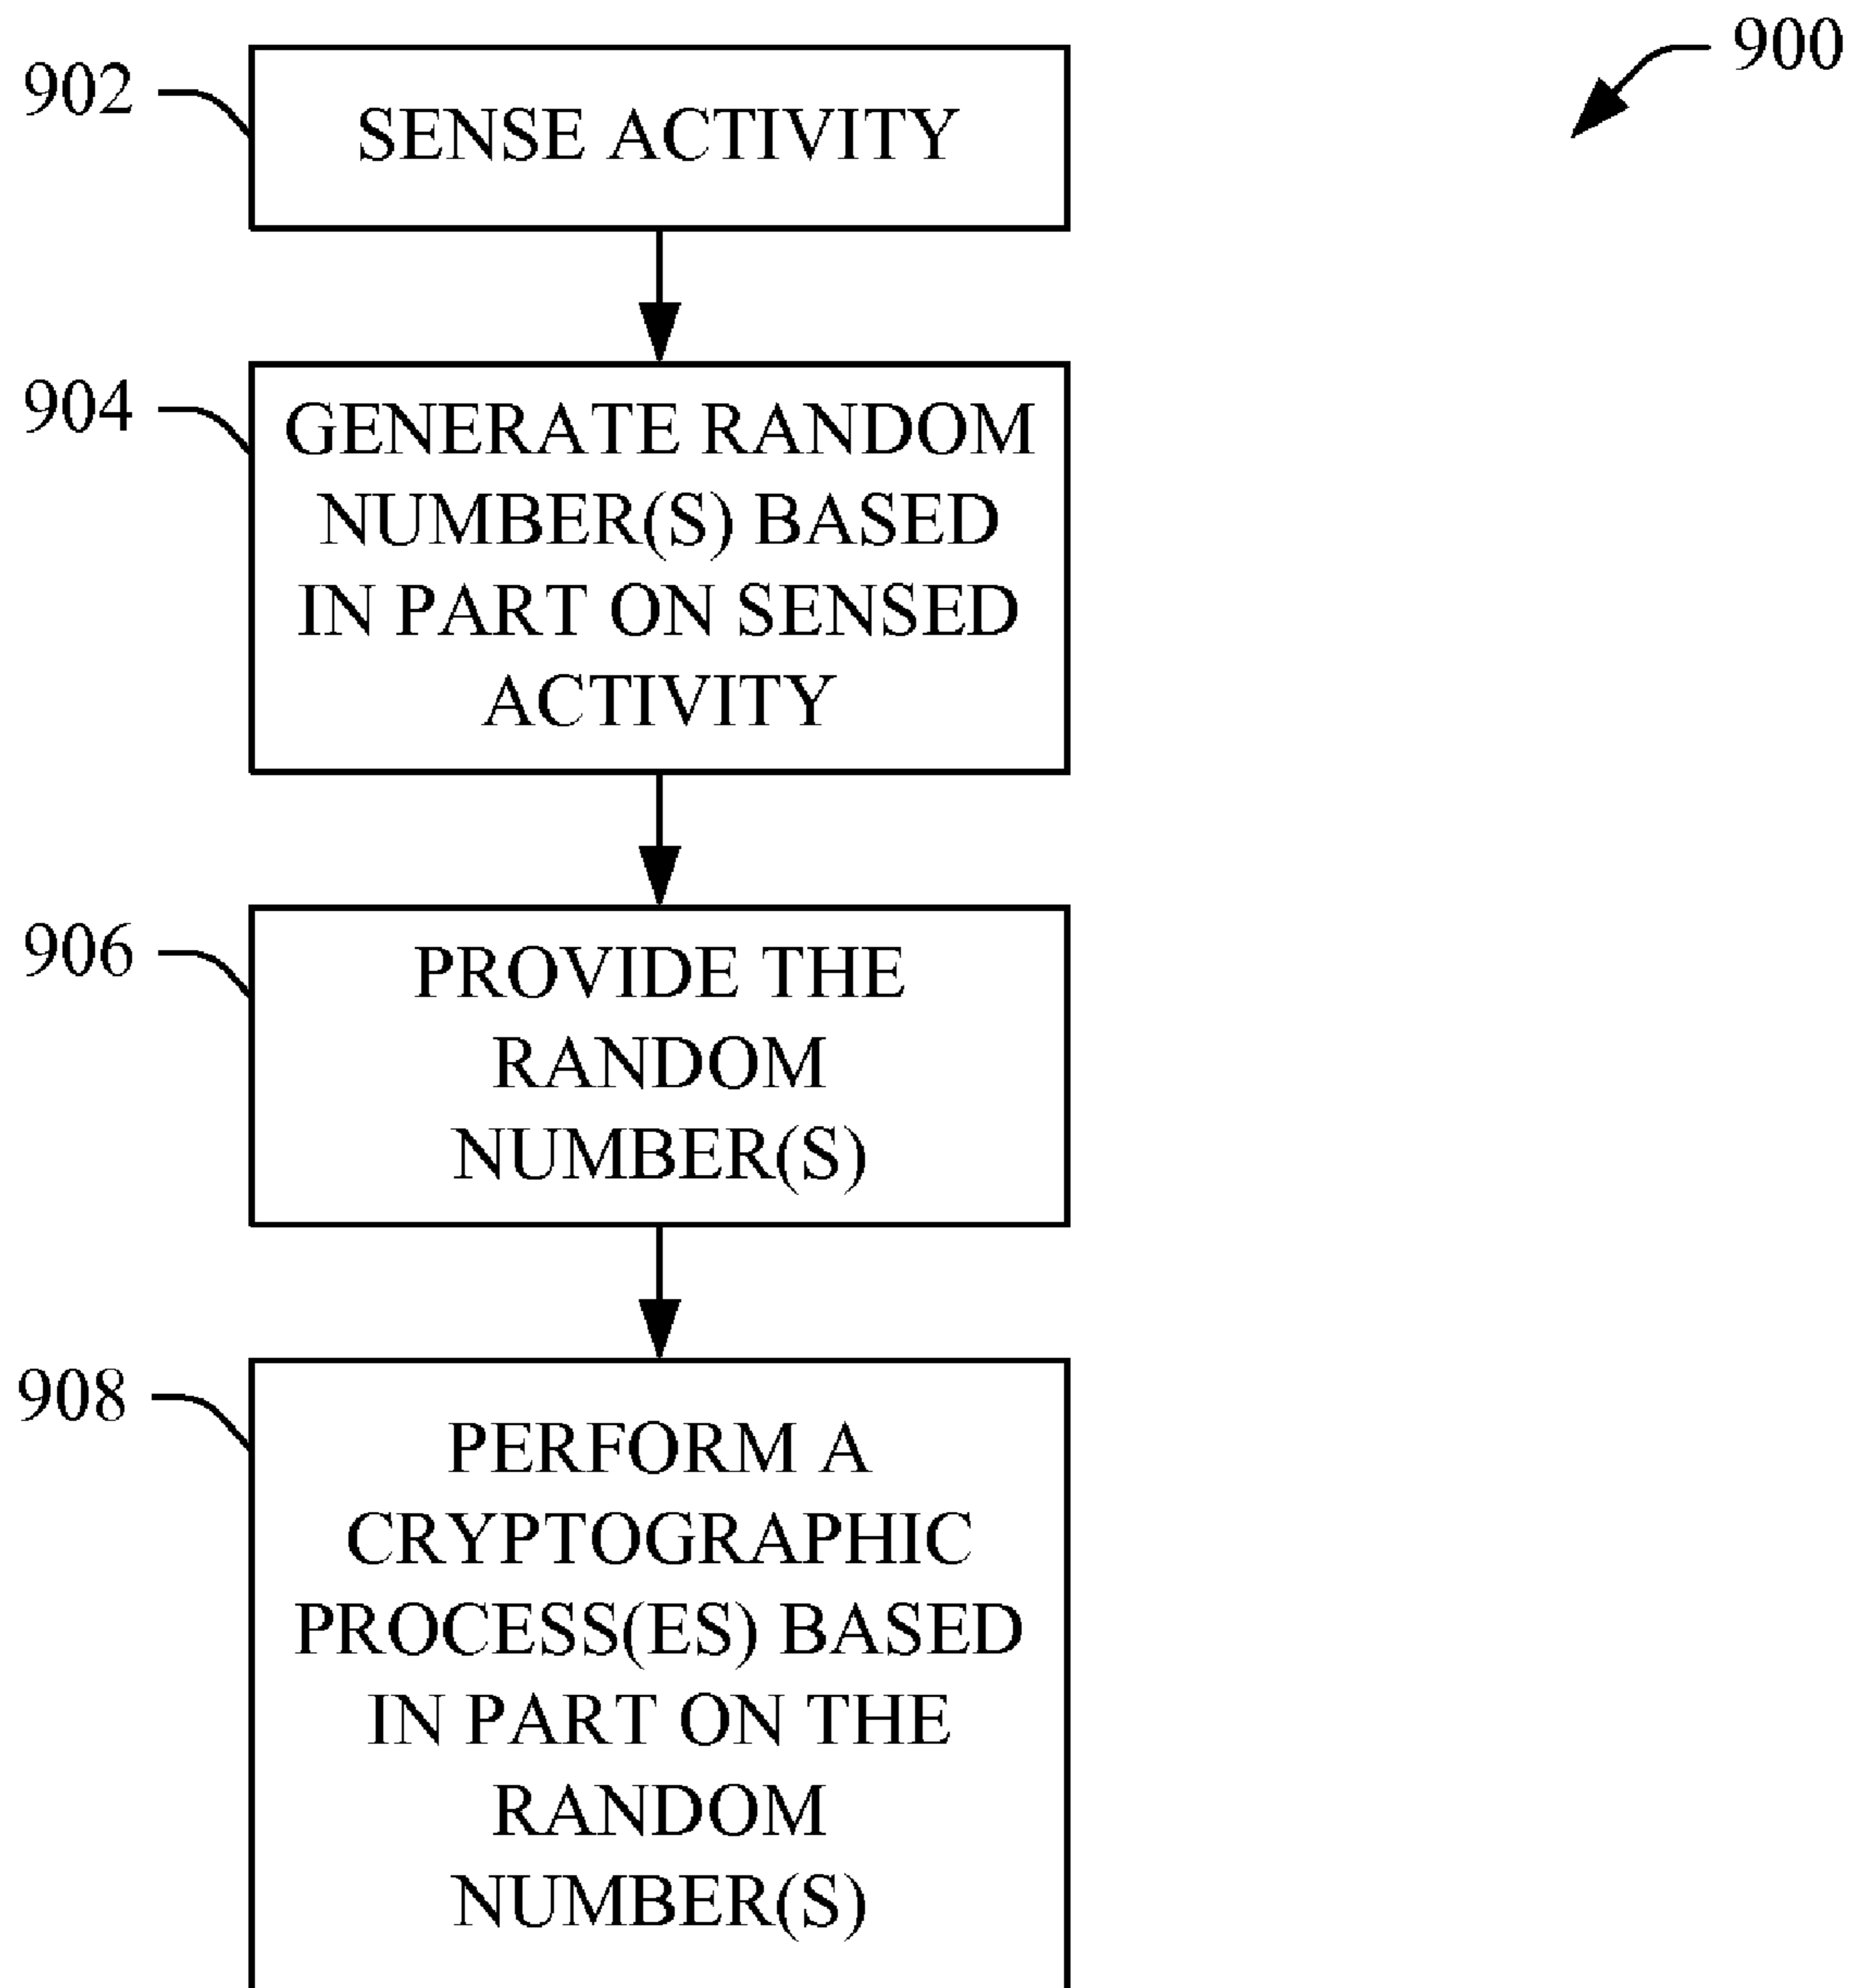 900
902
SENSE ACTIVITY
904
GENERATE RANDOM
NUMBER(S) BASED
IN PART ON SENSED
ACTIVITY
906
PROVIDE THE
RANDOM
NUMBER(S)
908
PERFORM A
CRYPTOGRAPHIC
PROCESS(ES) BASED
IN PART ON THE
RANDOM
NUMBER(S)